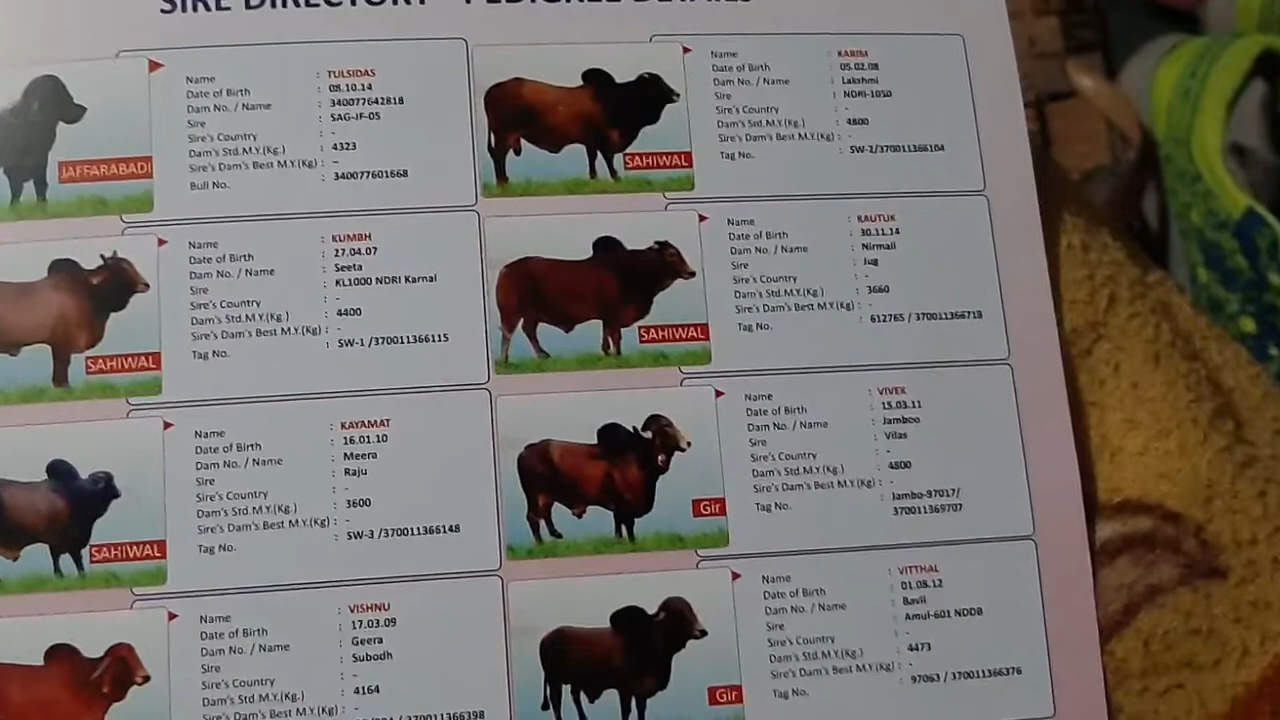 SIRE DIRECTORY - PEDIGREE DETAILS
JAFFARABADI
Name : TULSIDAS
Date of Birth : 08.10.14
Dam No. / Name : 340077642818
Sire : SAG-JF-05
Sire's Country : -
Dam's Std.M.Y.(Kg.) : 4323
Sire's Dam's Best M.Y.(Kg) : -
Bull No. : 340077601668
SAHIWAL
Name : KARIM
Date of Birth : 05.02.08
Dam No. / Name : Lakshmi
Sire : NDRI-1050
Sire's Country : -
Dam's Std.M.Y.(Kg.) : 4800
Sire's Dam's Best M.Y.(Kg) : -
Tag No. : SW-2/370011366104
SAHIWAL
Name : KUMBH
Date of Birth : 27.04.07
Dam No. / Name : Seeta
Sire : KL1000 NDRI Karnal
Sire's Country : -
Dam's Std.M.Y.(Kg.) : 4400
Sire's Dam's Best M.Y.(Kg) : -
Tag No. : SW-1 /370011366115
SAHIWAL
Name : KAUTUK
Date of Birth : 30.11.14
Dam No. / Name : Nirmali
Sire : Jug
Sire's Country : -
Dam's Std.M.Y.(Kg.) : 3660
Sire's Dam's Best M.Y.(Kg) : -
Tag No. : 612765 / 370011366718
SAHIWAL
Name : KAYAMAT
Date of Birth : 16.01.10
Dam No. / Name : Meera
Sire : Raju
Sire's Country : -
Dam's Std.M.Y.(Kg.) : 3600
Sire's Dam's Best M.Y.(Kg) : -
Tag No. : SW-3 /370011366148
Gir
Name : VIVEK
Date of Birth : 15.03.11
Dam No. / Name : Jamboo
Sire : Vilas
Sire's Country : -
Dam's Std.M.Y.(Kg.) : 4800
Sire's Dam's Best M.Y.(Kg) : -
Tag No. : Jambo-97017/
370011369707
Name : VISHNU
Date of Birth : 17.03.09
Dam No. / Name : Geera
Sire : Subodh
Sire's Country : -
Dam's Std.M.Y.(Kg.) : 4164
Sire's Dam's Best M.Y.(Kg) : -
/ 370011366398
Gir
Name : VITTHAL
Date of Birth : 01.08.12
Dam No. / Name : Bavil
Sire : Amul-601 NDDB
Sire's Country : -
Dam's Std.M.Y.(Kg.) : 4473
Sire's Dam's Best M.Y.(Kg) : -
Tag No. : 97063 / 370011366376